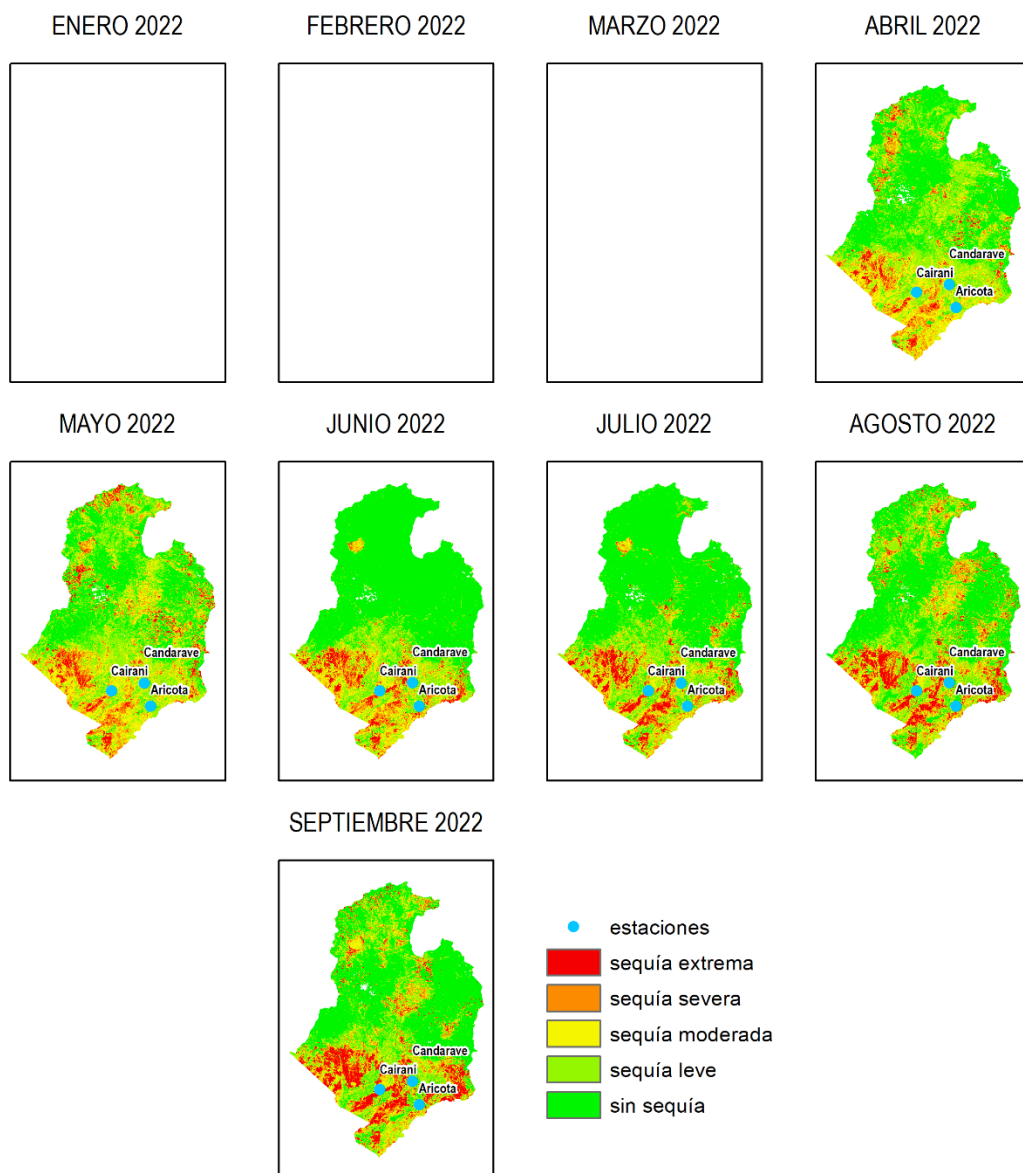 ENERO 2022
FEBRERO 2022
MARZO 2022
ABRIL 2022
Candarave
Cairani
Aricota
MAYO 2022
JUNIO 2022
JULIO 2022
AGOSTO 2022
Candarave
Cairani
Aricota
Candarave
Cairani
Aricota
Candarave
Cairani
Aricota
Candarave
Cairani
Aricota
SEPTIEMBRE 2022
Candarave
Cairani
Aricota
estaciones
sequía extrema
sequía severa
sequía moderada
sequía leve
sin sequía